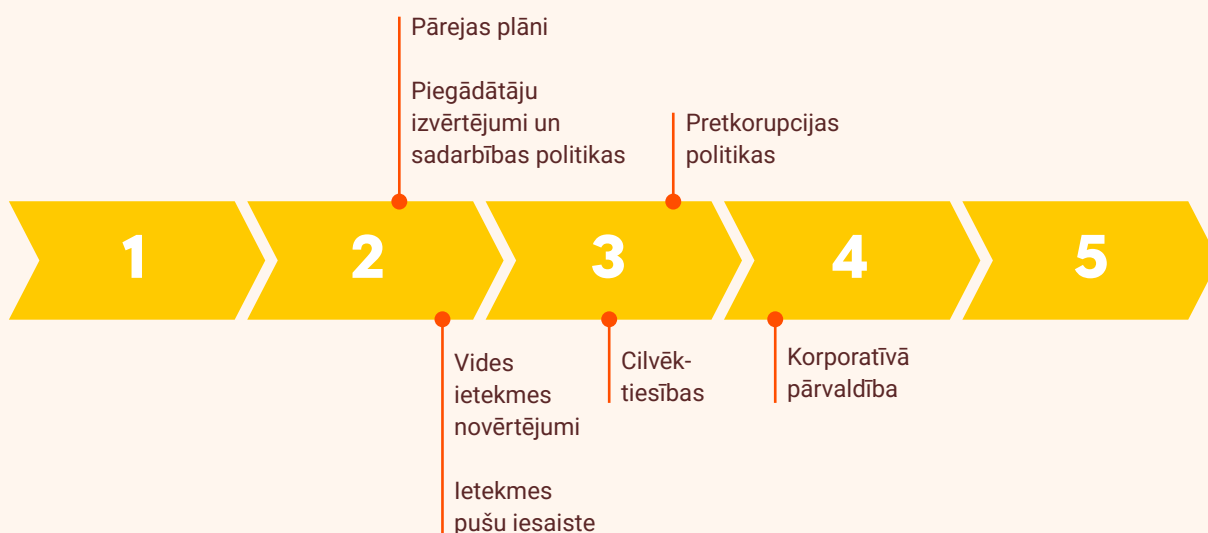 Pārejas plāni
Piegādātāju
izvērtējumi un
sadarbības politikas
Pretkorupcijas
politikas
1
2
3
4
5
Vides
ietekmes
novērtējumi
Ietekmes
pušu iesaiste
Cilvēk-
tiesības
Korporatīvā
pārvaldība